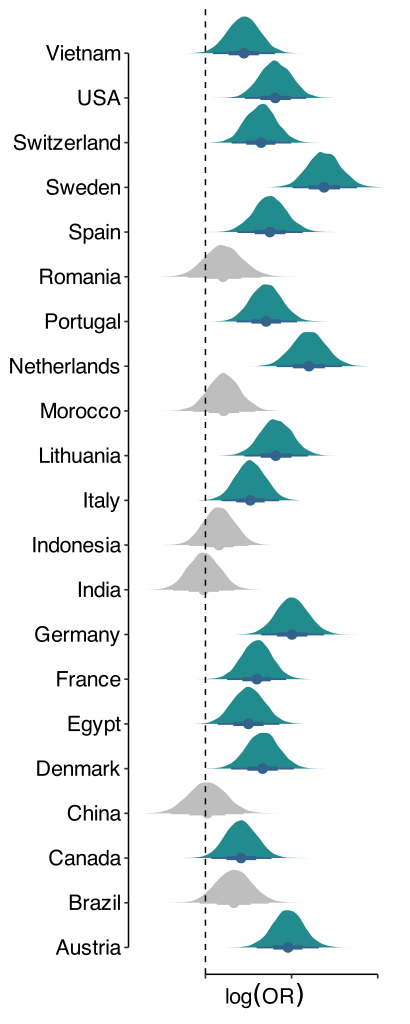 Vietnam
USA
Switzerland
Sweden
Spain
Romania
Portugal
Netherlands
Morocco
Lithuania
Italy
Indonesia
India
Germany
France
Egypt
Denmark
China
Canada
Brazil
Austria
log(OR)